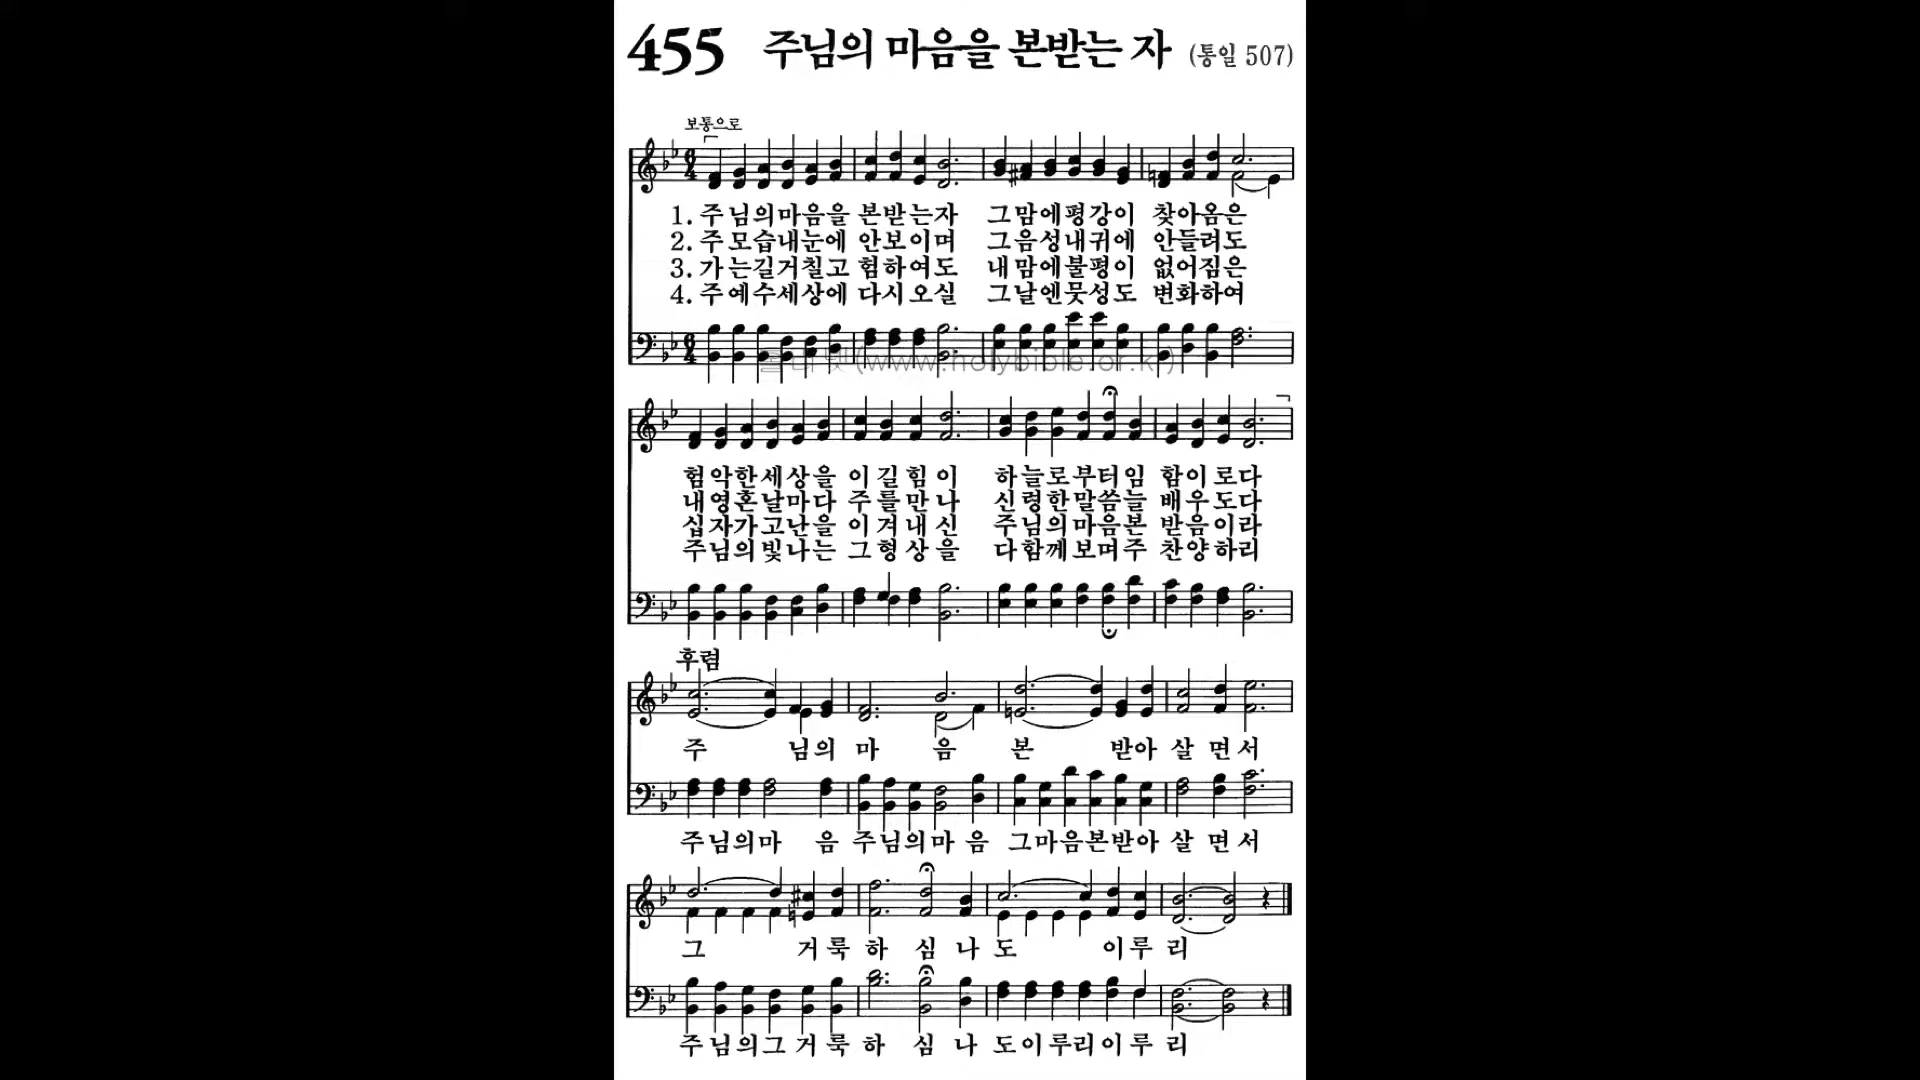 455 주님의 마음을 본받는 자 (통일 507)
보통으로
1. 주님의마음을 본받는자 그맘에평강이 찾아옴은
2. 주모습내눈에 안보이며 그음성내귀에 안들려도
3. 가는길거칠고 험하여도 내맘에불평이 없어짐은
4. 주예수세상에 다시오실 그날엔뭇성도 변화하여
(www.holybible.or.kr)
험악한세상을 이길힘이 하늘로부터임 함이로다
내영혼날마다 주를만나 신령한말씀늘 배우도다
십자가고난을 이겨내신 주님의마음본 받음이라
주님의빛나는 그형상을 다함께보며주 찬양하리
후렴
주 님의 마 음 본 받아 살 면서
주님의마 음 주님의마 음 그마음본받아 살 면서
그 거룩 하 심 나 도 이루 리
주님의그거룩 하 심 나 도이루리이루 리